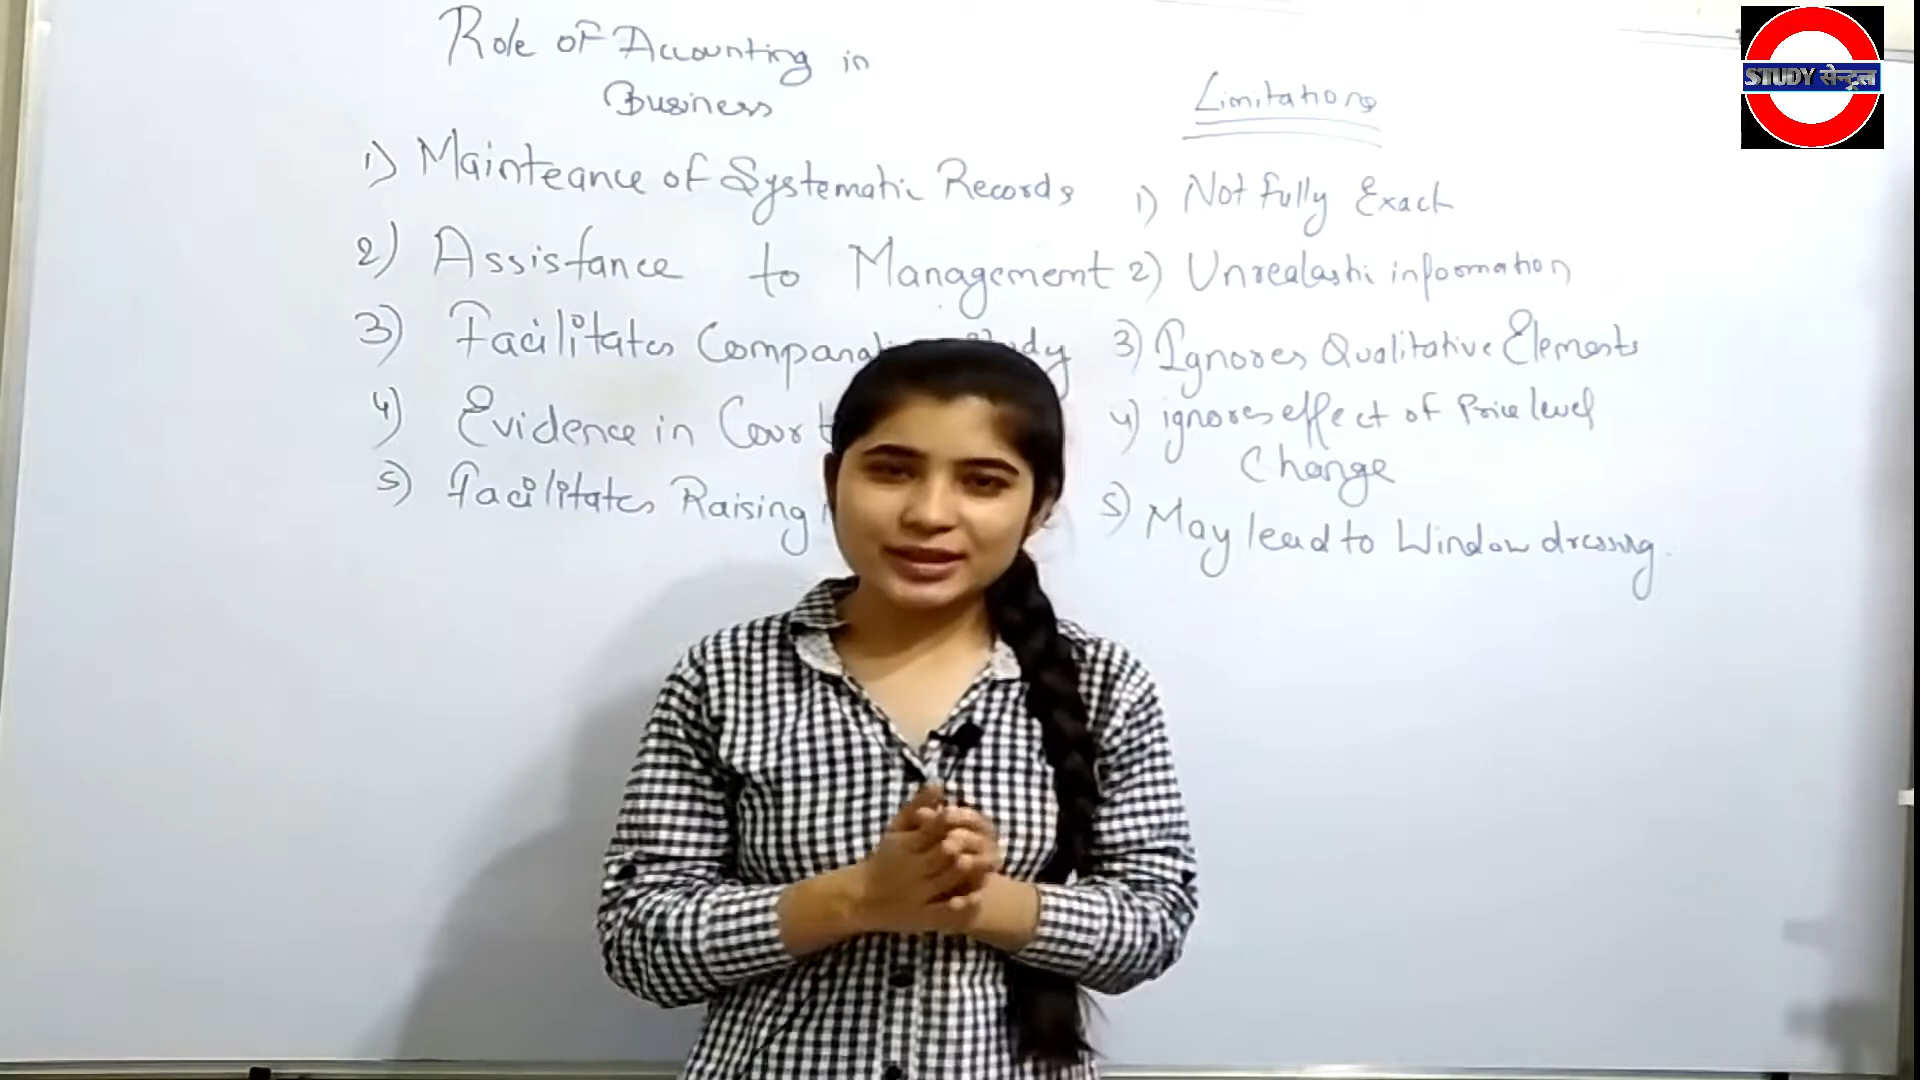 Role of Accounting in
Business
1) Mainteance of Systematic Records
2) Assistance to Management
3) Facilitates
4) Evidence in Court
5) Facilitates Raising
Limitations
1) Not fully Exact
2) Unrealasti information
3) Ignores Qualitative Elements
4) ignores effect of Price level
Change
5) May lead to Window dressing.
STUDY सेन्ट्रल